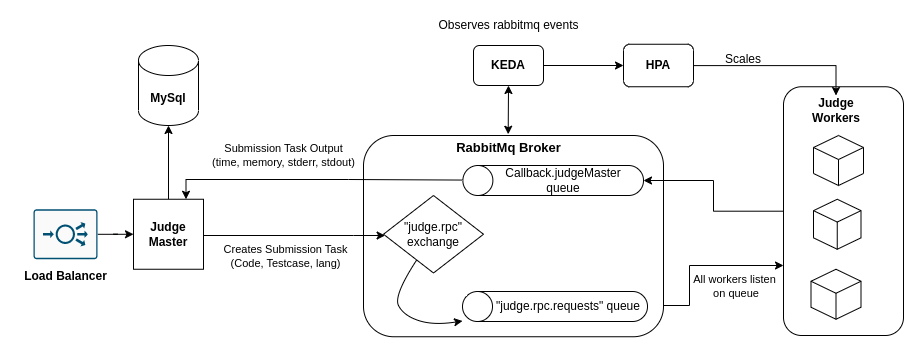 Observes rabbitmq events
KEDA
HPA
Scales
MySql
Judge
Workers
Submission Task Output
(time, memory, stderr, stdout)
RabbitMq Broker
Callback.judgeMaster
queue
Judge
Master
"judge.rpc"
exchange
Load Balancer
Creates Submission Task
(Code, Testcase, lang)
All workers listen
on queue
"judge.rpc.requests" queue